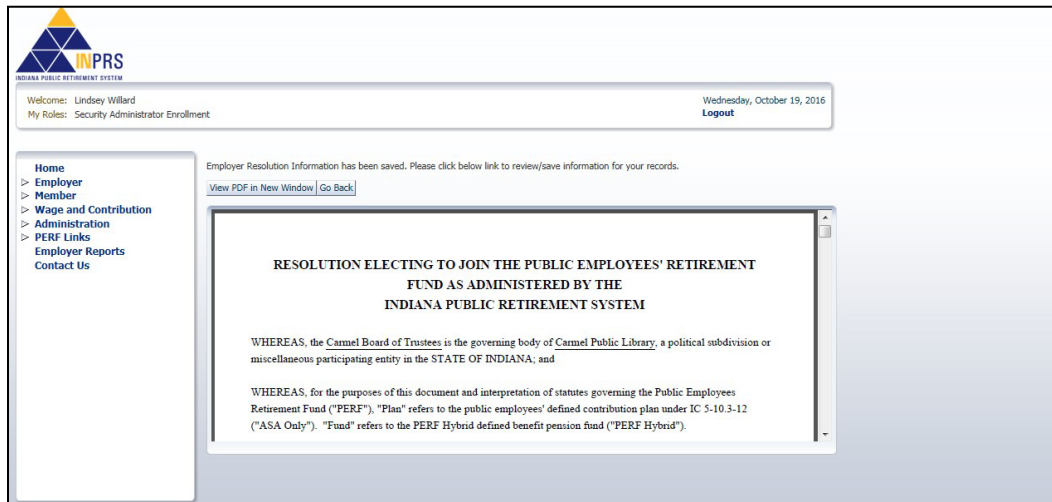 INPRS
INDIANA PUBLIC RETIREMENT SYSTEM
Welcome: Lindsey Willard
My Roles: Security Administrator Enrollment
Wednesday, October 19, 2016
Logout
Home
Employer
Member
Wage and Contribution
Administration
PERF Links
Employer Reports
Contact Us
Employer Resolution Information has been saved. Please click below link to review/save information for your records.
View PDF in New Window Go Back
RESOLUTION ELECTING TO JOIN THE PUBLIC EMPLOYEES' RETIREMENT
FUND AS ADMINISTERED BY THE
INDIANA PUBLIC RETIREMENT SYSTEM
WHEREAS, the Carmel Board of Trustees is the governing body of Carmel Public Library, a political subdivision or
miscellaneous participating entity in the STATE OF INDIANA; and
WHEREAS, for the purposes of this document and interpretation of statutes governing the Public Employees
Retirement Fund ("PERF"), "Plan" refers to the public employees' defined contribution plan under IC 5-10.3-12
("ASA Only"). "Fund" refers to the PERF Hybrid defined benefit pension fund ("PERF Hybrid").